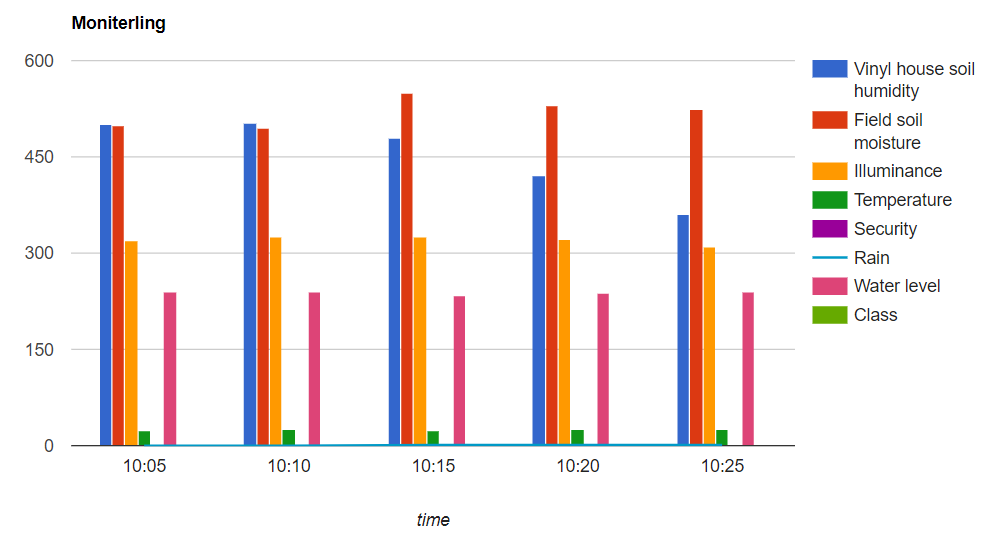 Moniterling
600
450
300
150
0
10:05
10:10
10:15
10:20
10:25
time
Vinyl house soil
humidity
Field soil
moisture
Illuminance
Temperature
Security
Rain
Water level
Class